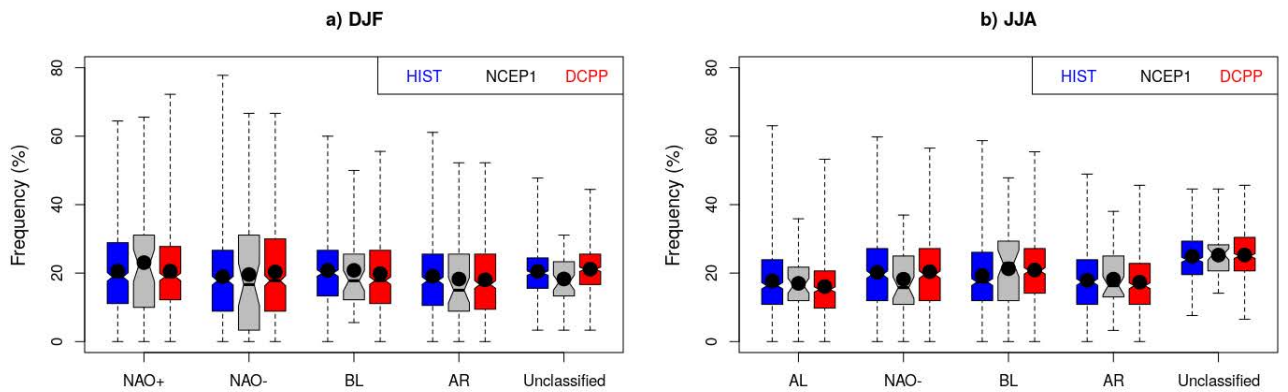 a) DJF
HIST NCEP1 DCPP
Frequency (%)
80
60
40
20
0
NAO+ NAO- BL AR Unclassified
b) JJA
HIST NCEP1 DCPP
Frequency (%)
80
60
40
20
0
AL NAO- BL AR Unclassified